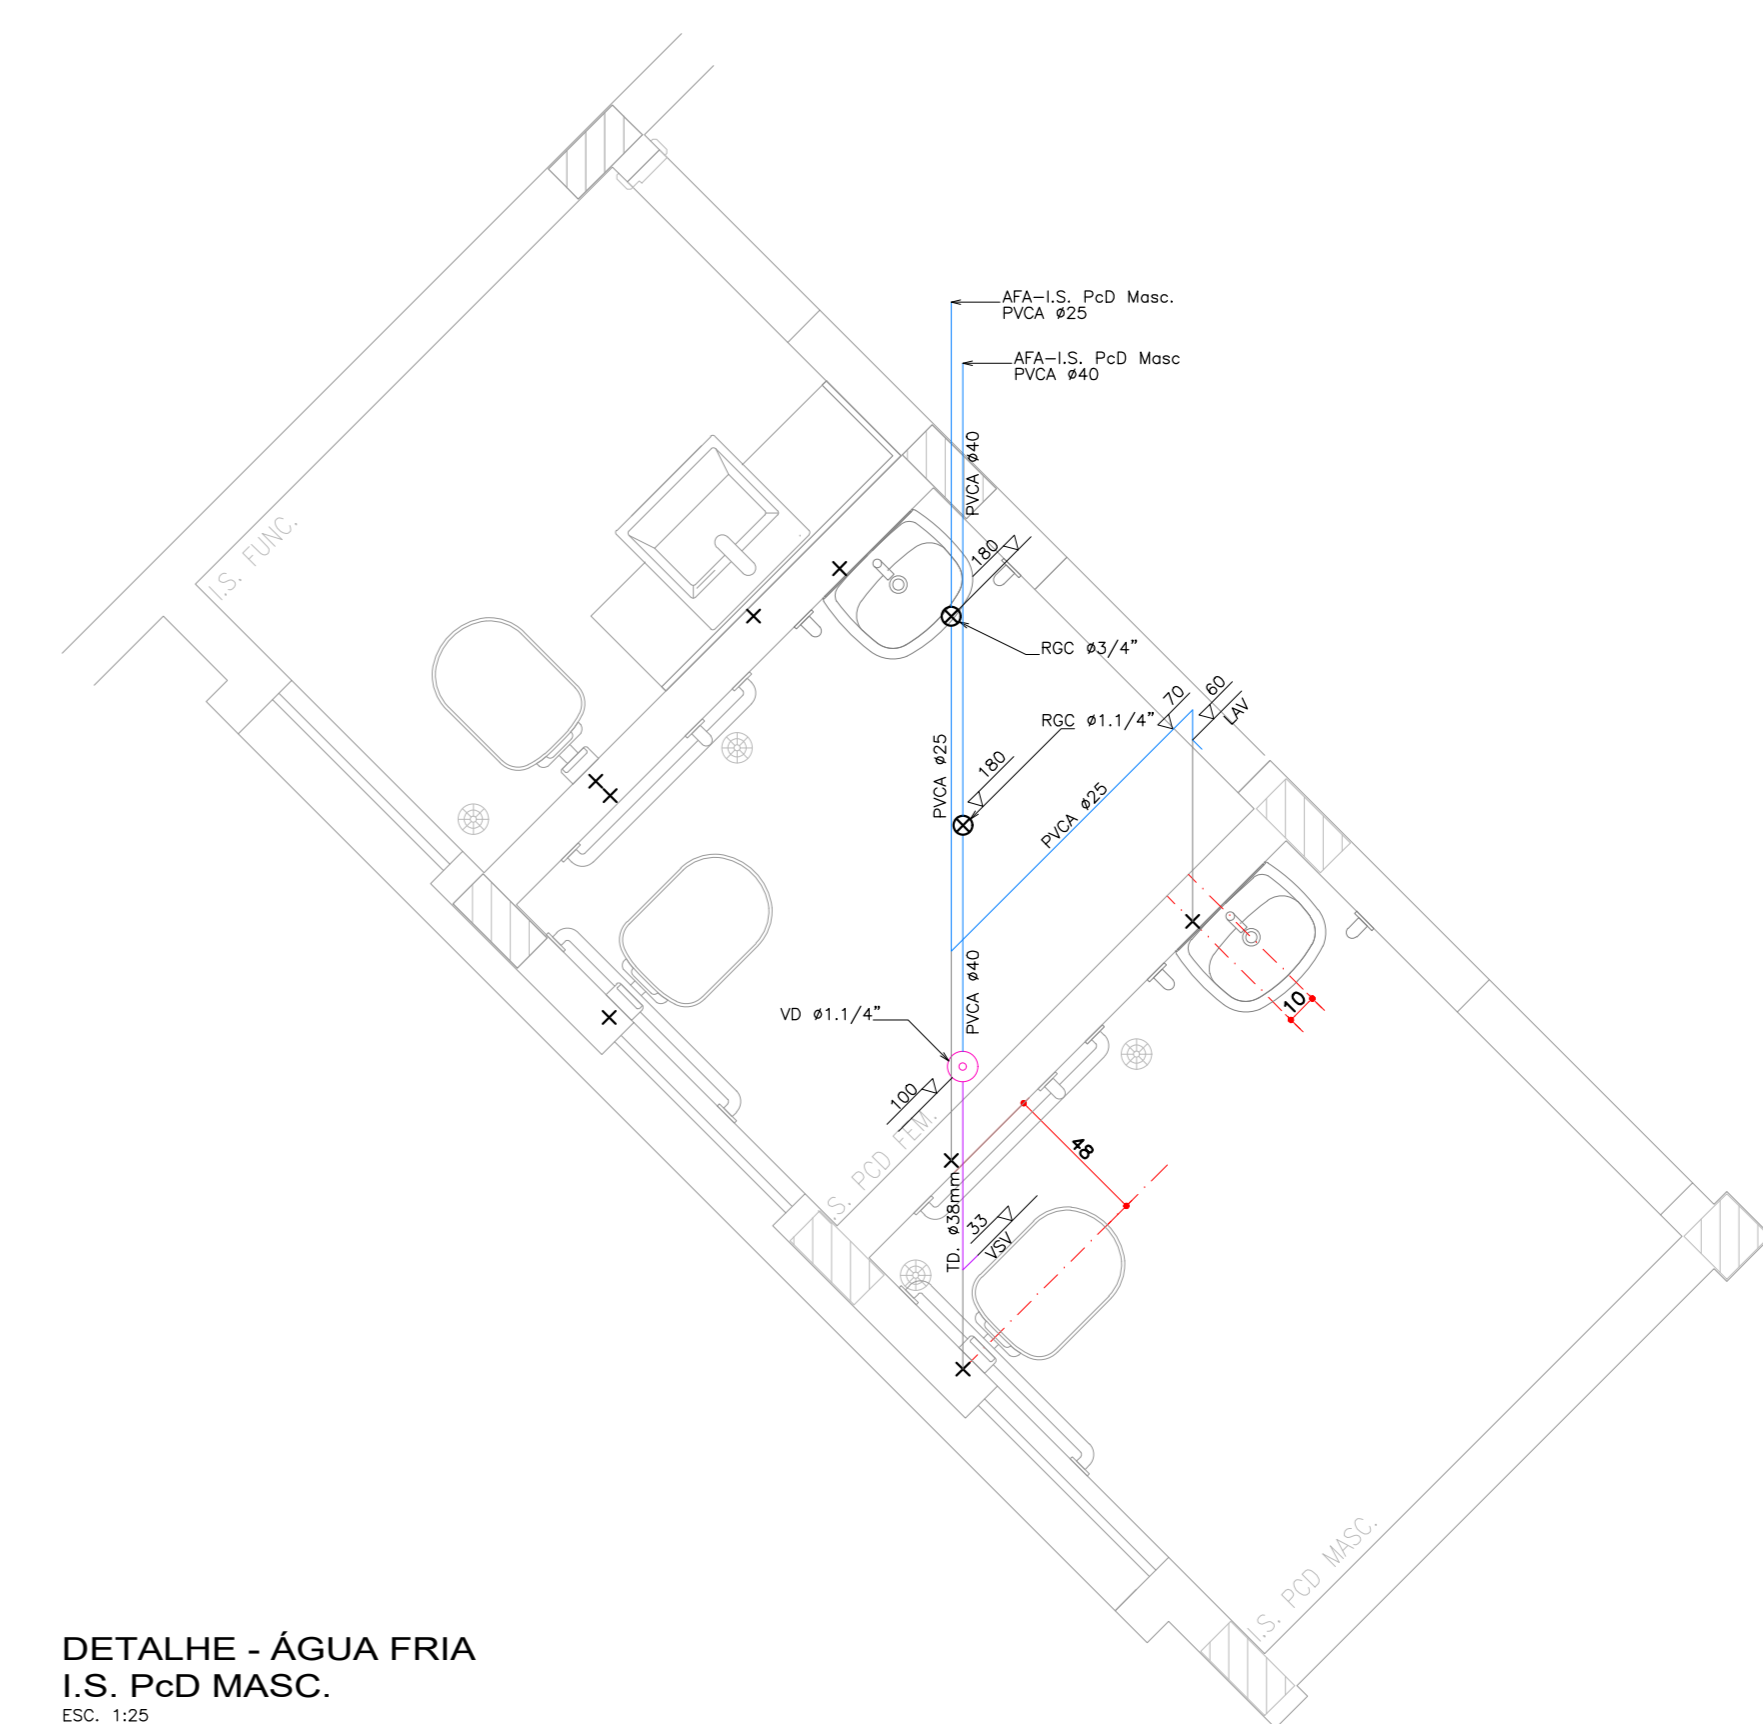 AFA-I.S. PcD Masc.
PVCA ø25
AFA-I.S. PcD Masc
PVCA ø40
PVCA ø40
I.S. FUNC.
180
RGC ø3/4"
70
60
LAV
RGC ø1.1/4"
PVCA ø25
180
PVCA ø25
PVCA ø40
10
VD ø1.1/4"
100
I.S. PCD FEM.
48
TD. ø38mm
33
VSV
I.S. PCD MASC.
DETALHE - ÁGUA FRIA
I.S. PcD MASC.
ESC. 1:25